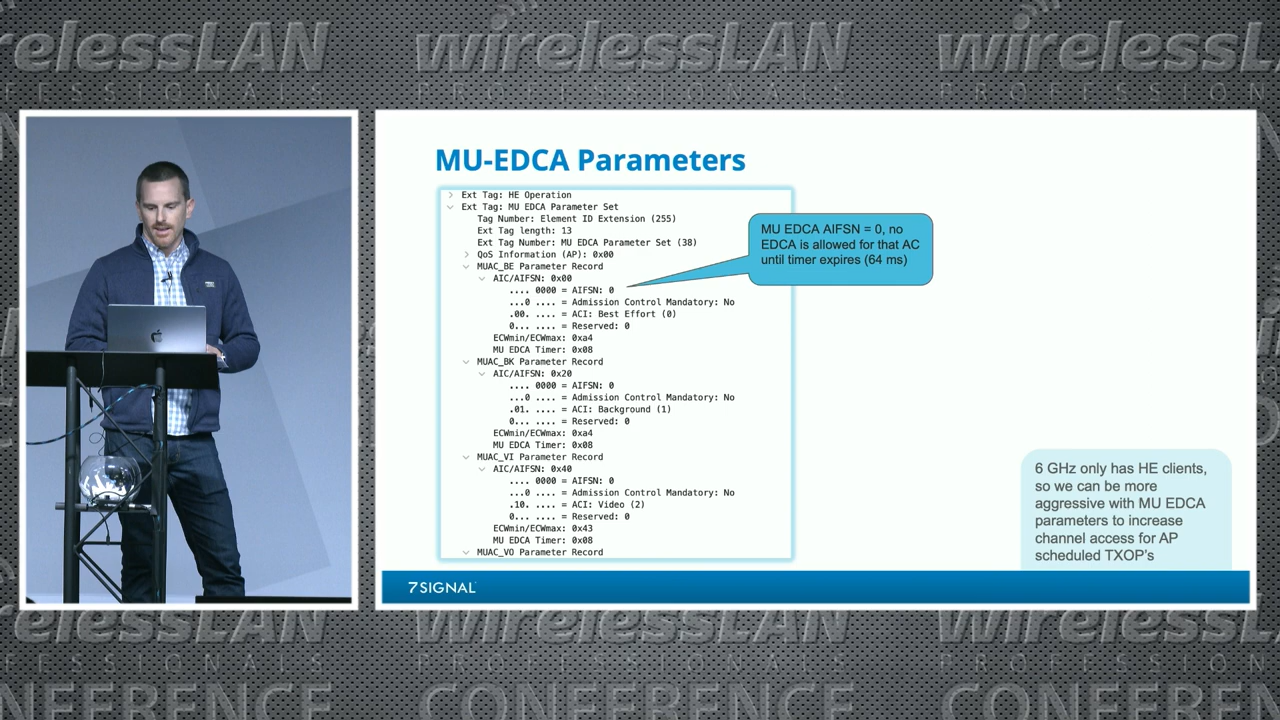 wirelessLAN
PROFESSIONALS
MU-EDCA Parameters
Ext Tag: HE Operation
Ext Tag: MU EDCA Parameter Set
Tag Number: Element ID Extension (255)
Ext Tag length: 13
Ext Tag Number: MU EDCA Parameter Set (38)
QoS Information (AP): 0x00
MUAC_BE Parameter Record
AIC/AIFSN: 0x00
.... 0000 = AIFSN: 0
...0 .... = Admission Control Mandatory: No
.00. .... = ACI: Best Effort (0)
0... .... = Reserved: 0
ECWmin/ECWmax: 0xa4
MU EDCA Timer: 0x08
MUAC_BK Parameter Record
AIC/AIFSN: 0x20
.... 0000 = AIFSN: 0
...0 .... = Admission Control Mandatory: No
.01. .... = ACI: Background (1)
0... .... = Reserved: 0
ECWmin/ECWmax: 0xa4
MU EDCA Timer: 0x08
MUAC_VI Parameter Record
AIC/AIFSN: 0x40
.... 0000 = AIFSN: 0
...0 .... = Admission Control Mandatory: No
.10. .... = ACI: Video (2)
0... .... = Reserved: 0
ECWmin/ECWmax: 0x43
MU EDCA Timer: 0x08
MUAC_VO Parameter Record
MU EDCA AIFSN = 0, no
EDCA is allowed for that AC
until timer expires (64 ms)
6 GHz only has HE clients,
so we can be more
aggressive with MU EDCA
parameters to increase
channel access for AP
scheduled TXOP's
7SIGNAL
wirelessLAN
PROFESSIONALS
CONFERENCE